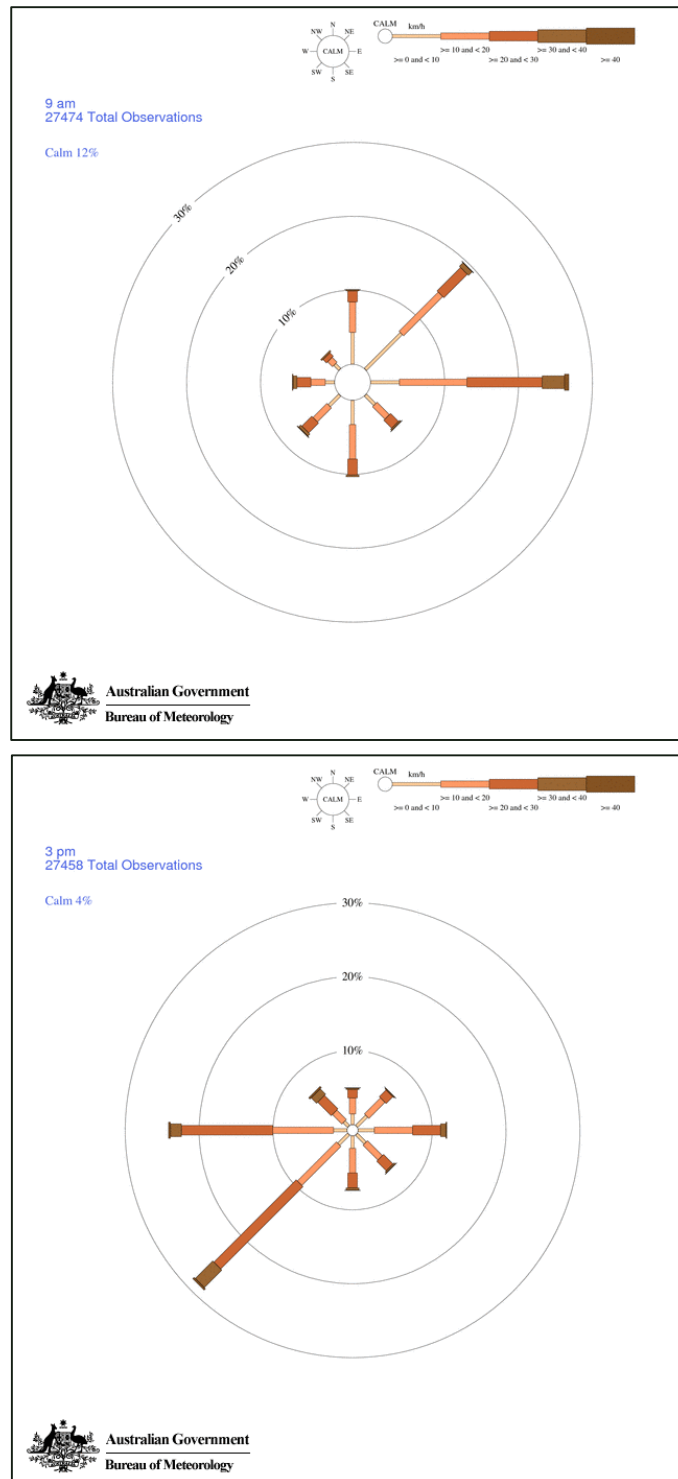 CALM km/h
N
NW NE
W CALM E
SW SE
S
>= 10 and < 20 >= 30 and < 40
>= 0 and < 10 >= 20 and < 30 >= 40
9 am
27474 Total Observations
Calm 12%
30%
20%
10%
Australian Government
Bureau of Meteorology
CALM km/h
N
NW NE
W CALM E
SW SE
S
>= 10 and < 20 >= 30 and < 40
>= 0 and < 10 >= 20 and < 30 >= 40
3 pm
27458 Total Observations
Calm 4%
30%
20%
10%
Australian Government
Bureau of Meteorology